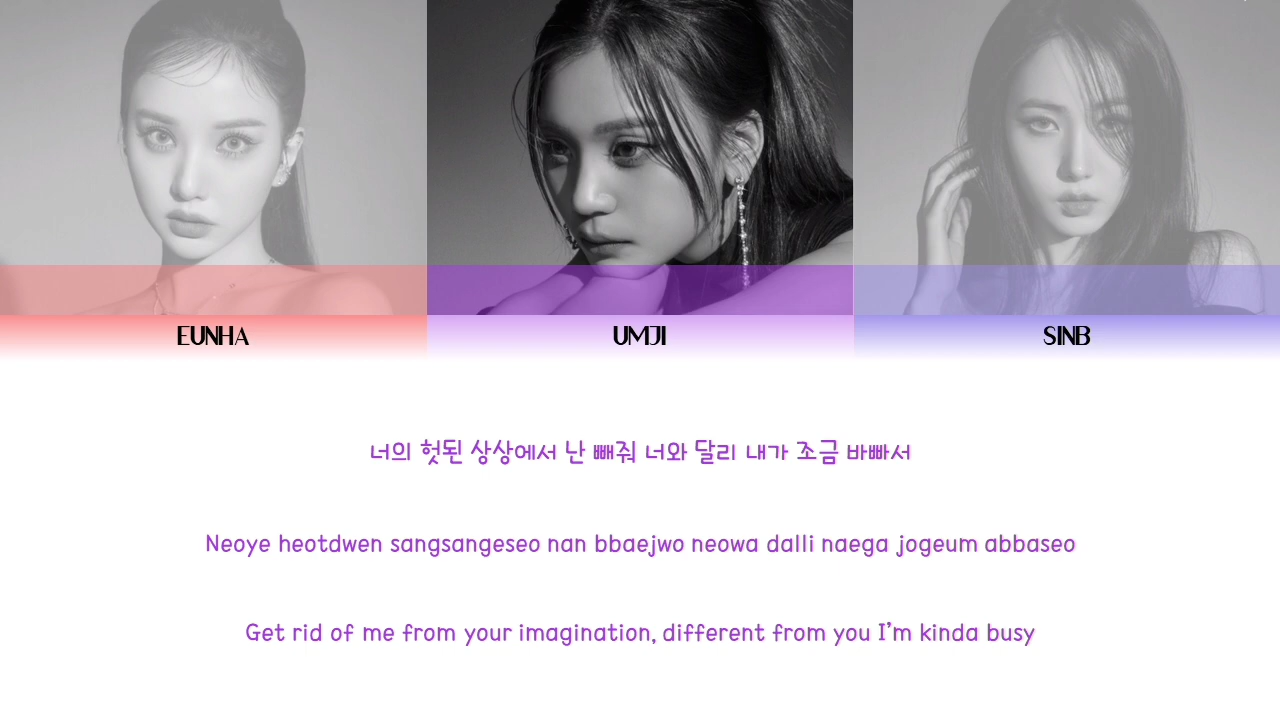 EUNHA
UMJI
SINB
너의 헛된 상상에서 난 빼줘 너와 달리 내가 조금 바빠서
Neoye heotdwen sangsangeseo nan bbaejwo neowa dalli naega jogeum abbaseo
Get rid of me from your imagination, different from you I'm kinda busy